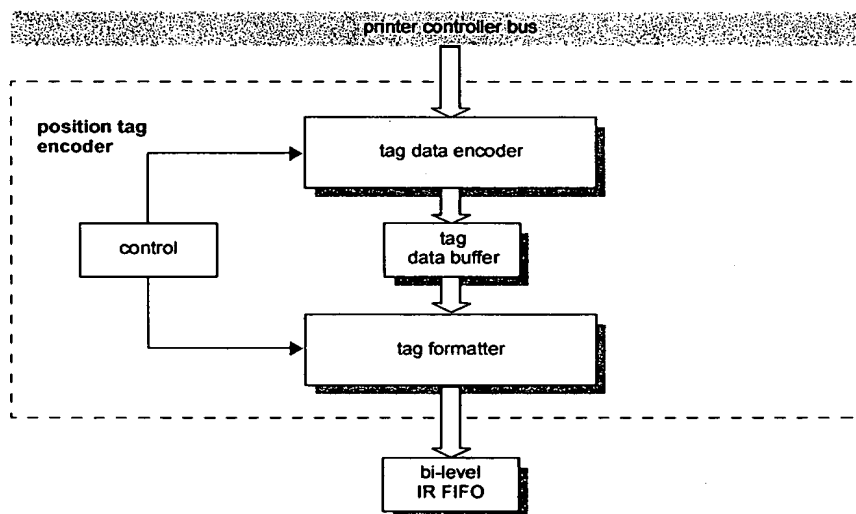 printer controller bus
position tag
encoder
tag data encoder
control
tag
data buffer
tag formatter
bi-level
IR FIFO